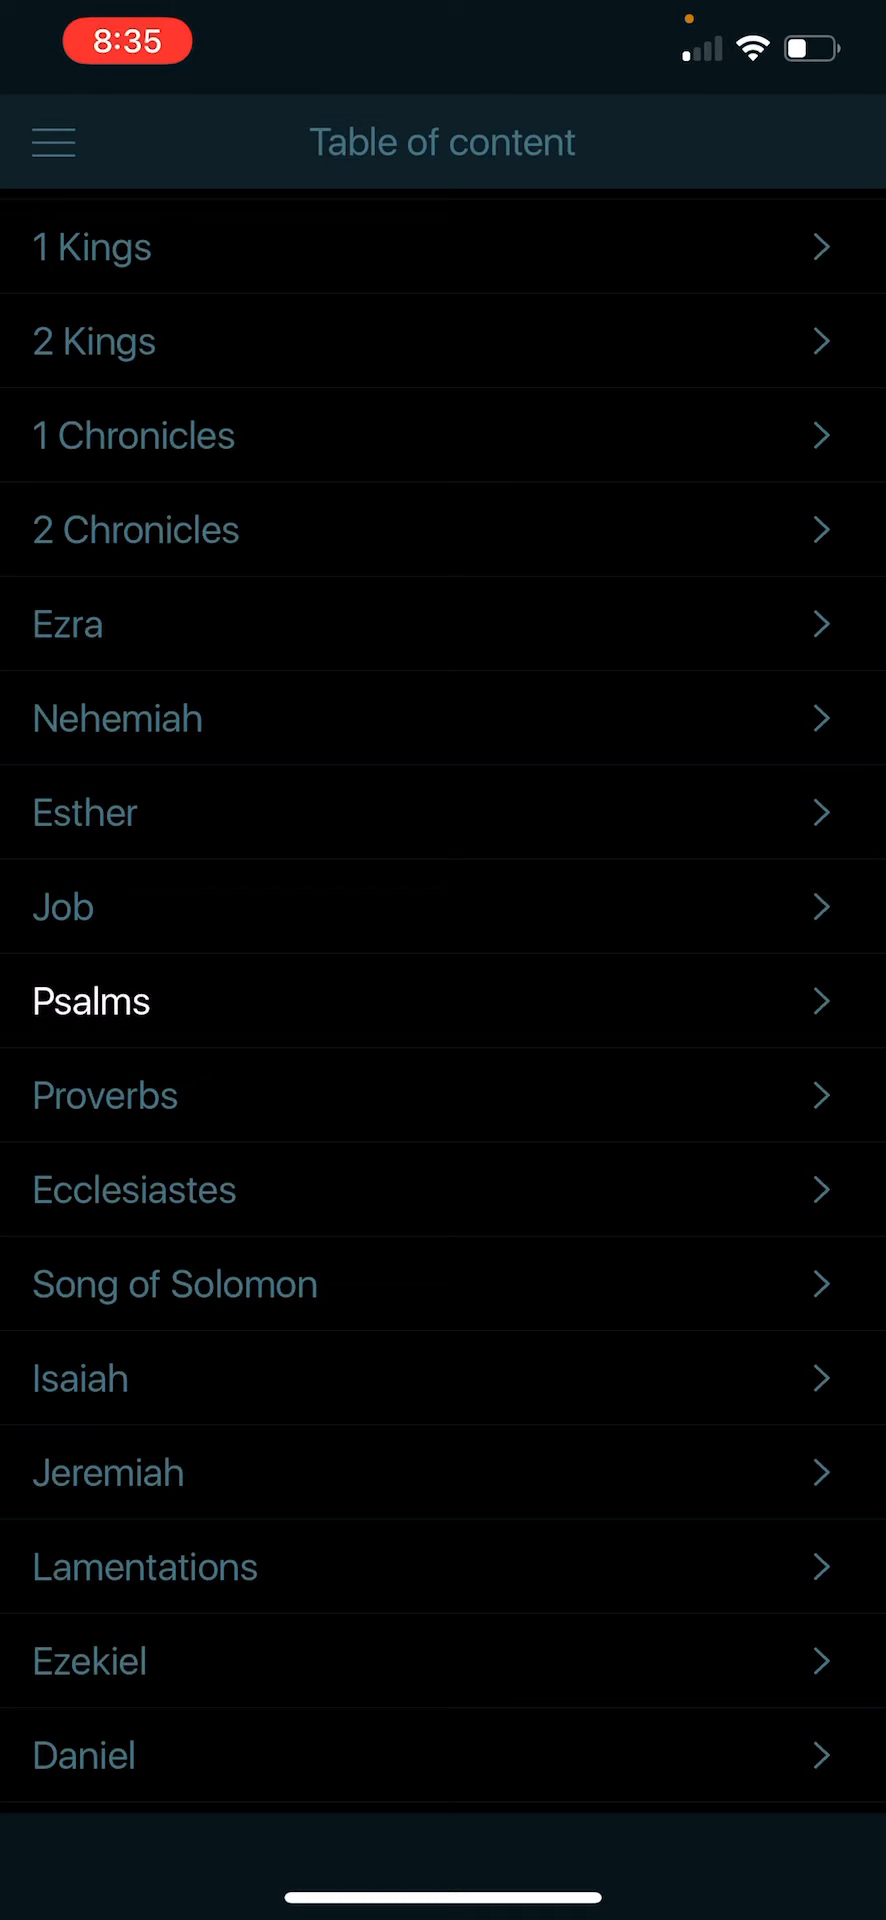 8:35
Table of content
1 Kings
2 Kings
1 Chronicles
2 Chronicles
Ezra
Nehemiah
Esther
Job
Psalms
Proverbs
Ecclesiastes
Song of Solomon
Isaiah
Jeremiah
Lamentations
Ezekiel
Daniel